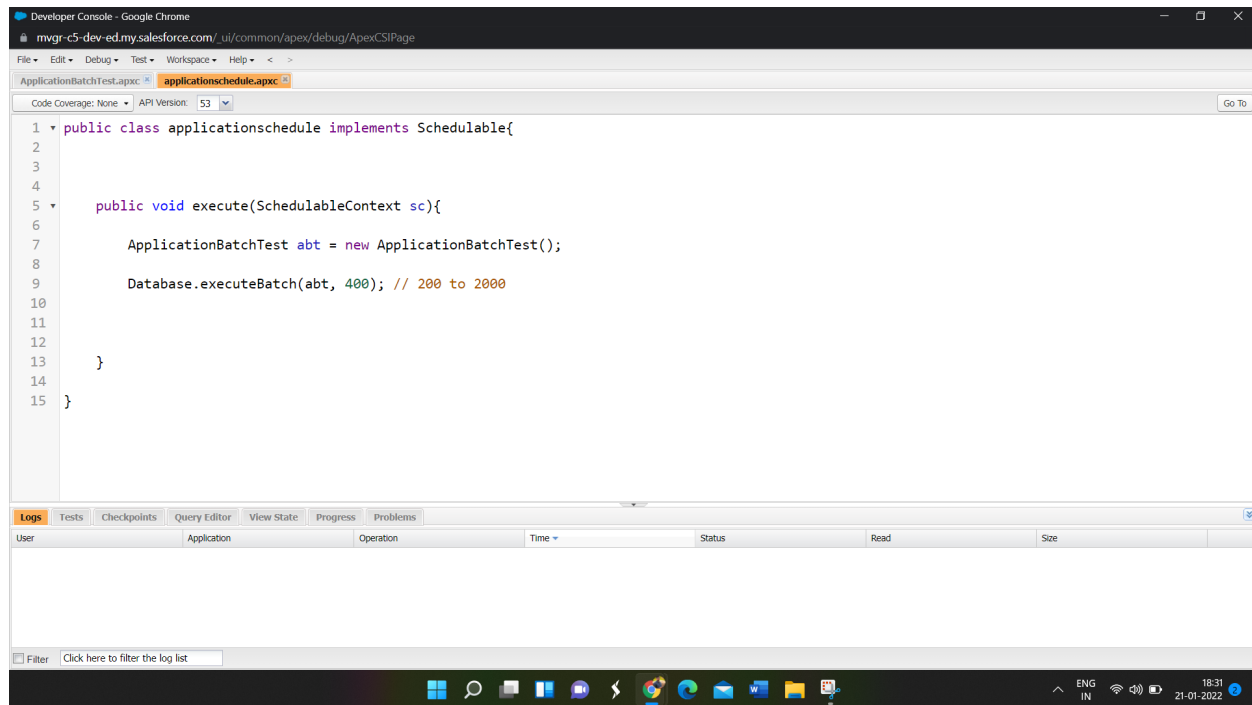 Developer Console - Google Chrome
mvgr-c5-dev-ed.my.salesforce.com/_ui/common/apex/debug/ApexCSIPage
File Edit Debug Test Workspace Help < >
ApplicationBatchTest.apxc applicationschedule.apxc
Code Coverage: None API Version: 53 Go To
1 public class applicationschedule implements Schedulable{
2
3
4
5 public void execute(SchedulableContext sc){
6
7 ApplicationBatchTest abt = new ApplicationBatchTest();
8
9 Database.executeBatch(abt, 400); // 200 to 2000
10
11
12
13 }
14
15 }
Logs Tests Checkpoints Query Editor View State Progress Problems
User Application Operation Time Status Read Size
Filter Click here to filter the log list
ENG 18:31
IN 21-01-2022 2